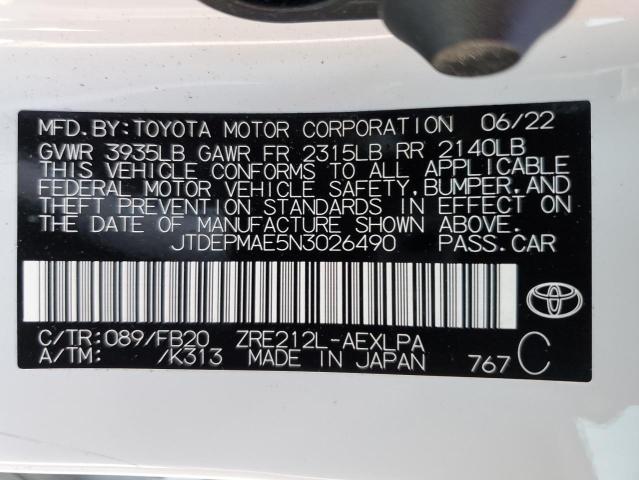 MFD.BY:TOYOTA MOTOR CORPORATION 06/22
GVWR 3935LB GAWR FR 2315LB RR 2140LB
THIS VEHICLE CONFORMS TO ALL APPLICABLE
FEDERAL MOTOR VEHICLE SAFETY,BUMPER,AND
THEFT PREVENTION STANDARDS IN EFFECT ON
THE DATE OF MANUFACTURE SHOWN ABOVE.
JTDEPMAE5N3026490 PASS.CAR
C/TR:089/FB20 ZRE212L-AEXLPA
A/TM: /K313 MADE IN JAPAN 767 C